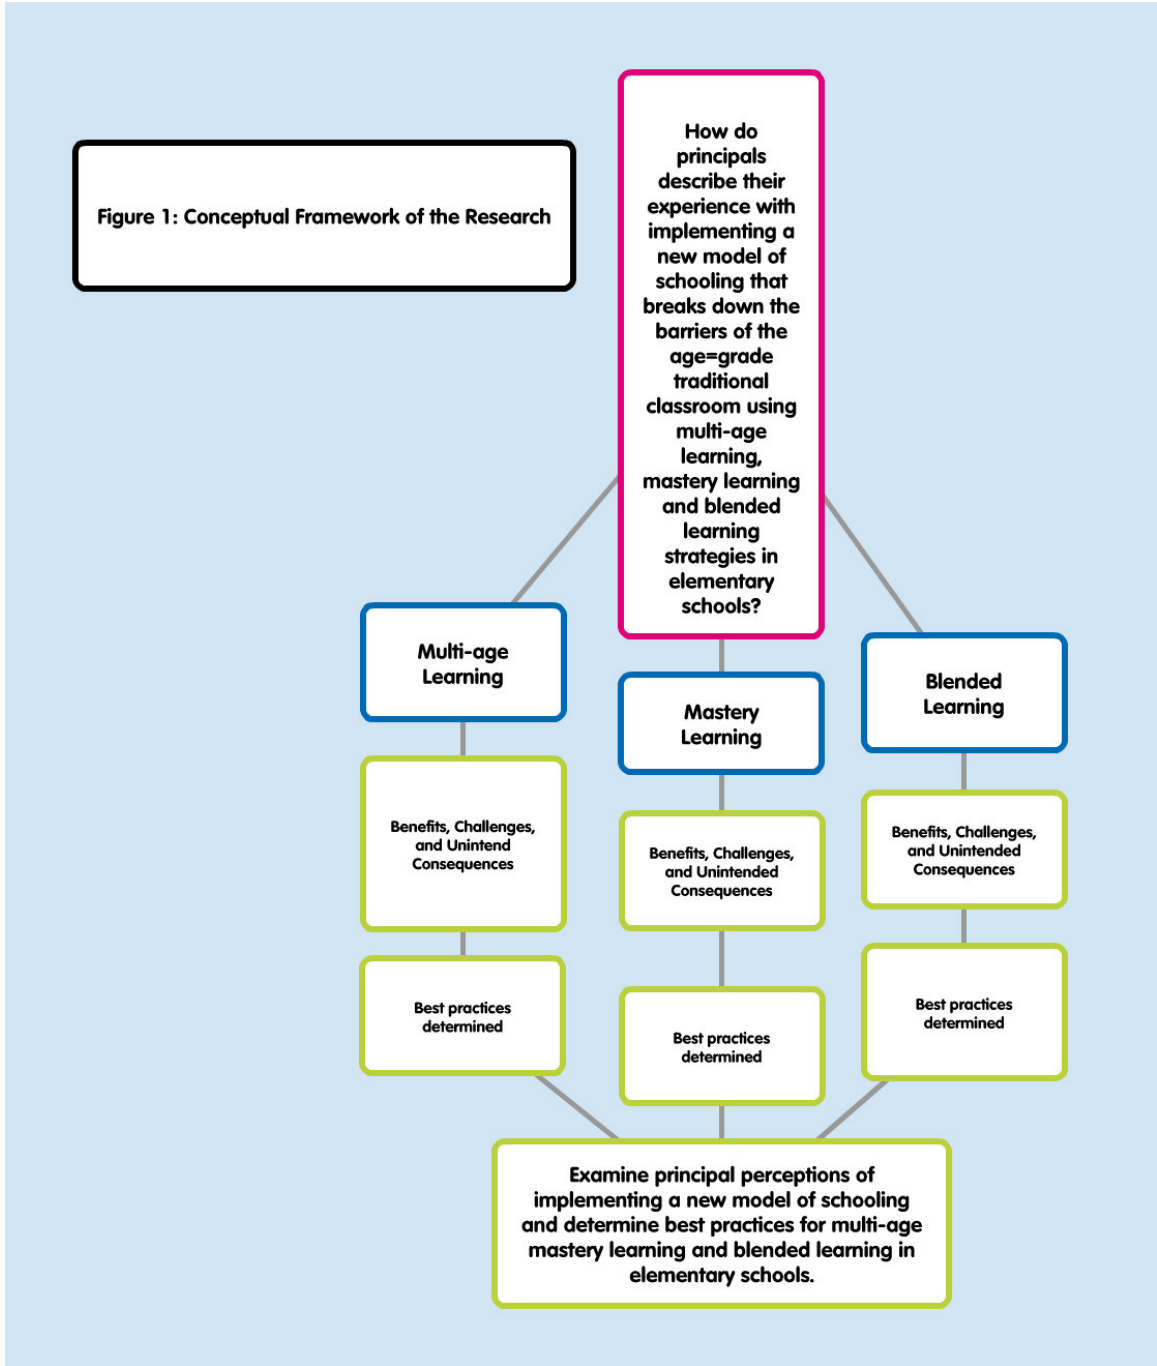 Figure 1: Conceptual Framework of the Research
How do
principals
describe their
experience with
implementing a
new model of
schooling that
breaks down the
barriers of the
age=grade
traditional
classroom using
multi-age
learning,
mastery learning
and blended
learning
strategies in
elementary
schools?
Multi-age
Learning
Mastery
Learning
Blended
Learning
Benefits, Challenges,
and Unintend
Consequences
Benefits, Challenges,
and Unintended
Consequences
Benefits, Challenges,
and Unintended
Consequences
Best practices
determined
Best practices
determined
Best practices
determined
Examine principal perceptions of
implementing a new model of schooling
and determine best practices for multi-age
mastery learning and blended learning in
elementary schools.